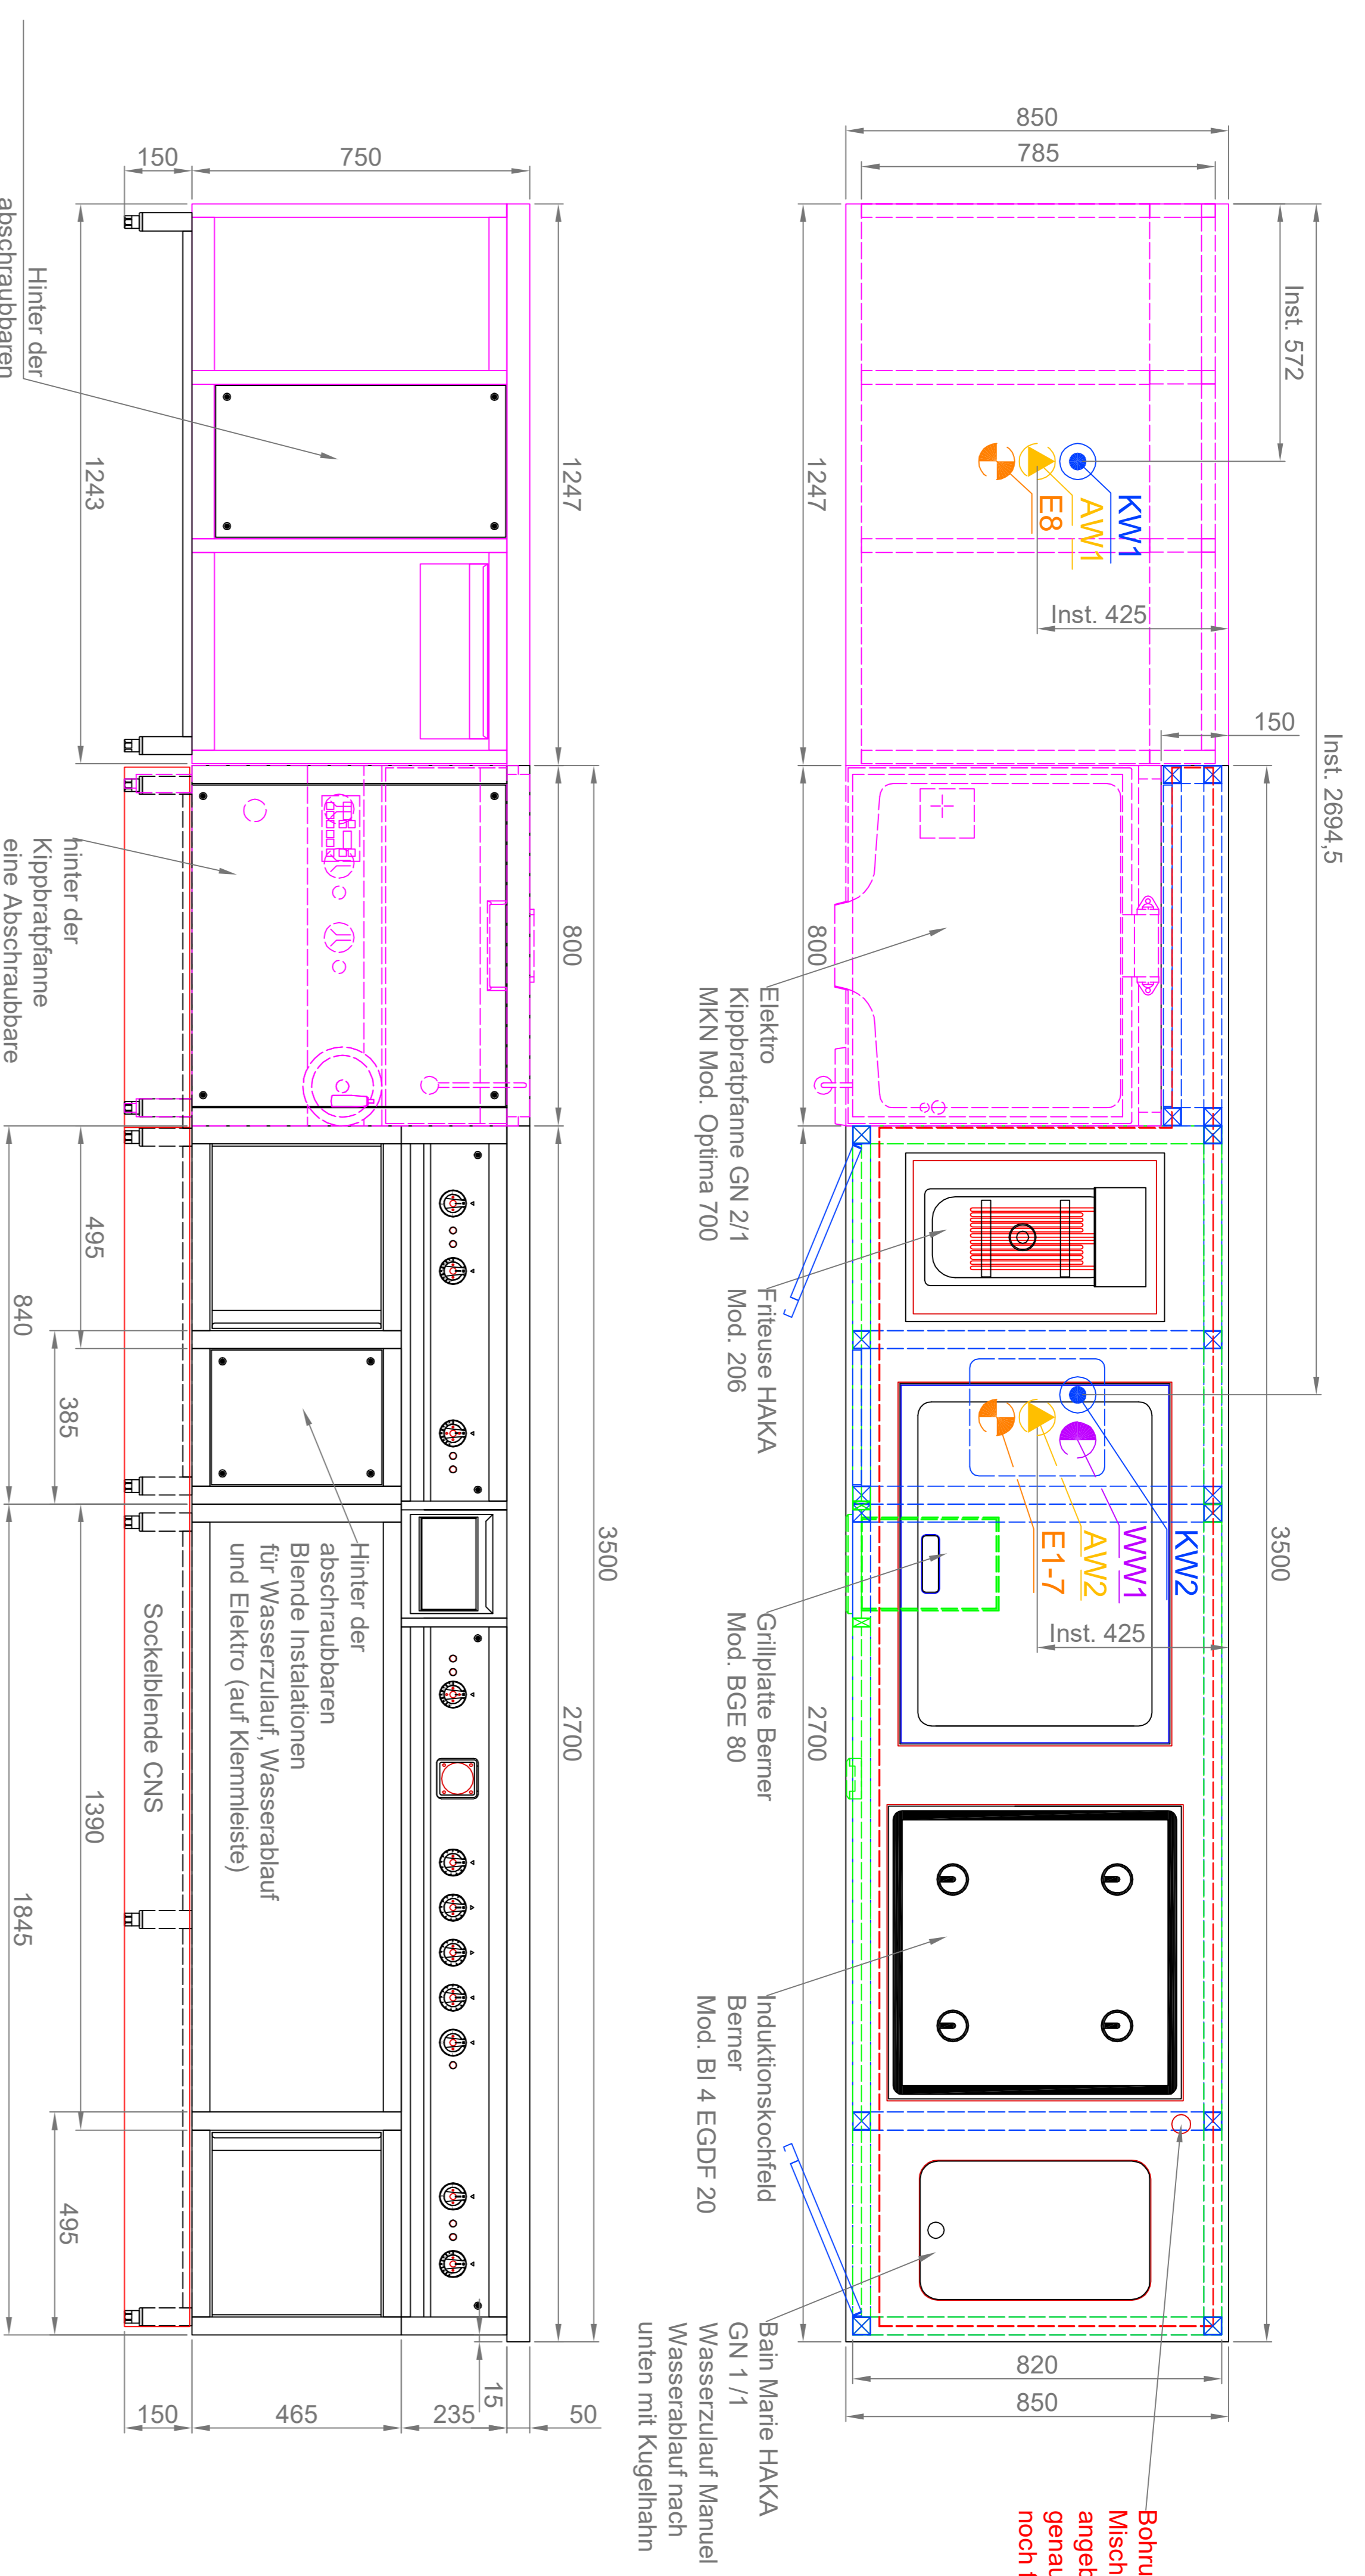 850
785
Inst. 2694,5
Inst. 572
KW1
AW1
E8
Inst. 425
150
1247
800
2700
3500
KW2
WW1
AW2
E1-7
Inst. 425
820
850
Elektro
Kippbratpfanne GN 2/1
MKN Mod. Optima 700
Friteuse HAKA
Mod. 206
Grillplatte Berner
Mod. BGE 80
Induktionskochfeld
Berner
Mod. BI 4 EGDF 20
Bain Marie HAKA
GN 1 /1
Wasserzulauf Manuel
Wasserablauf nach
unten mit Kugelhahn
genau
150
750
1247
800
3500
2700
50
15
235
465
150
Hinter der
abschraubbaren
Blende Instalationen
für Wasserzulauf, Wasserablauf
und Elektro (auf Klemmleiste)
Sockelblende CNS
1243
495
385
1390
495
840
1845
Hinter der
abschraubbaren
hinter der
Kippbratpfanne
eine Abschraubbare